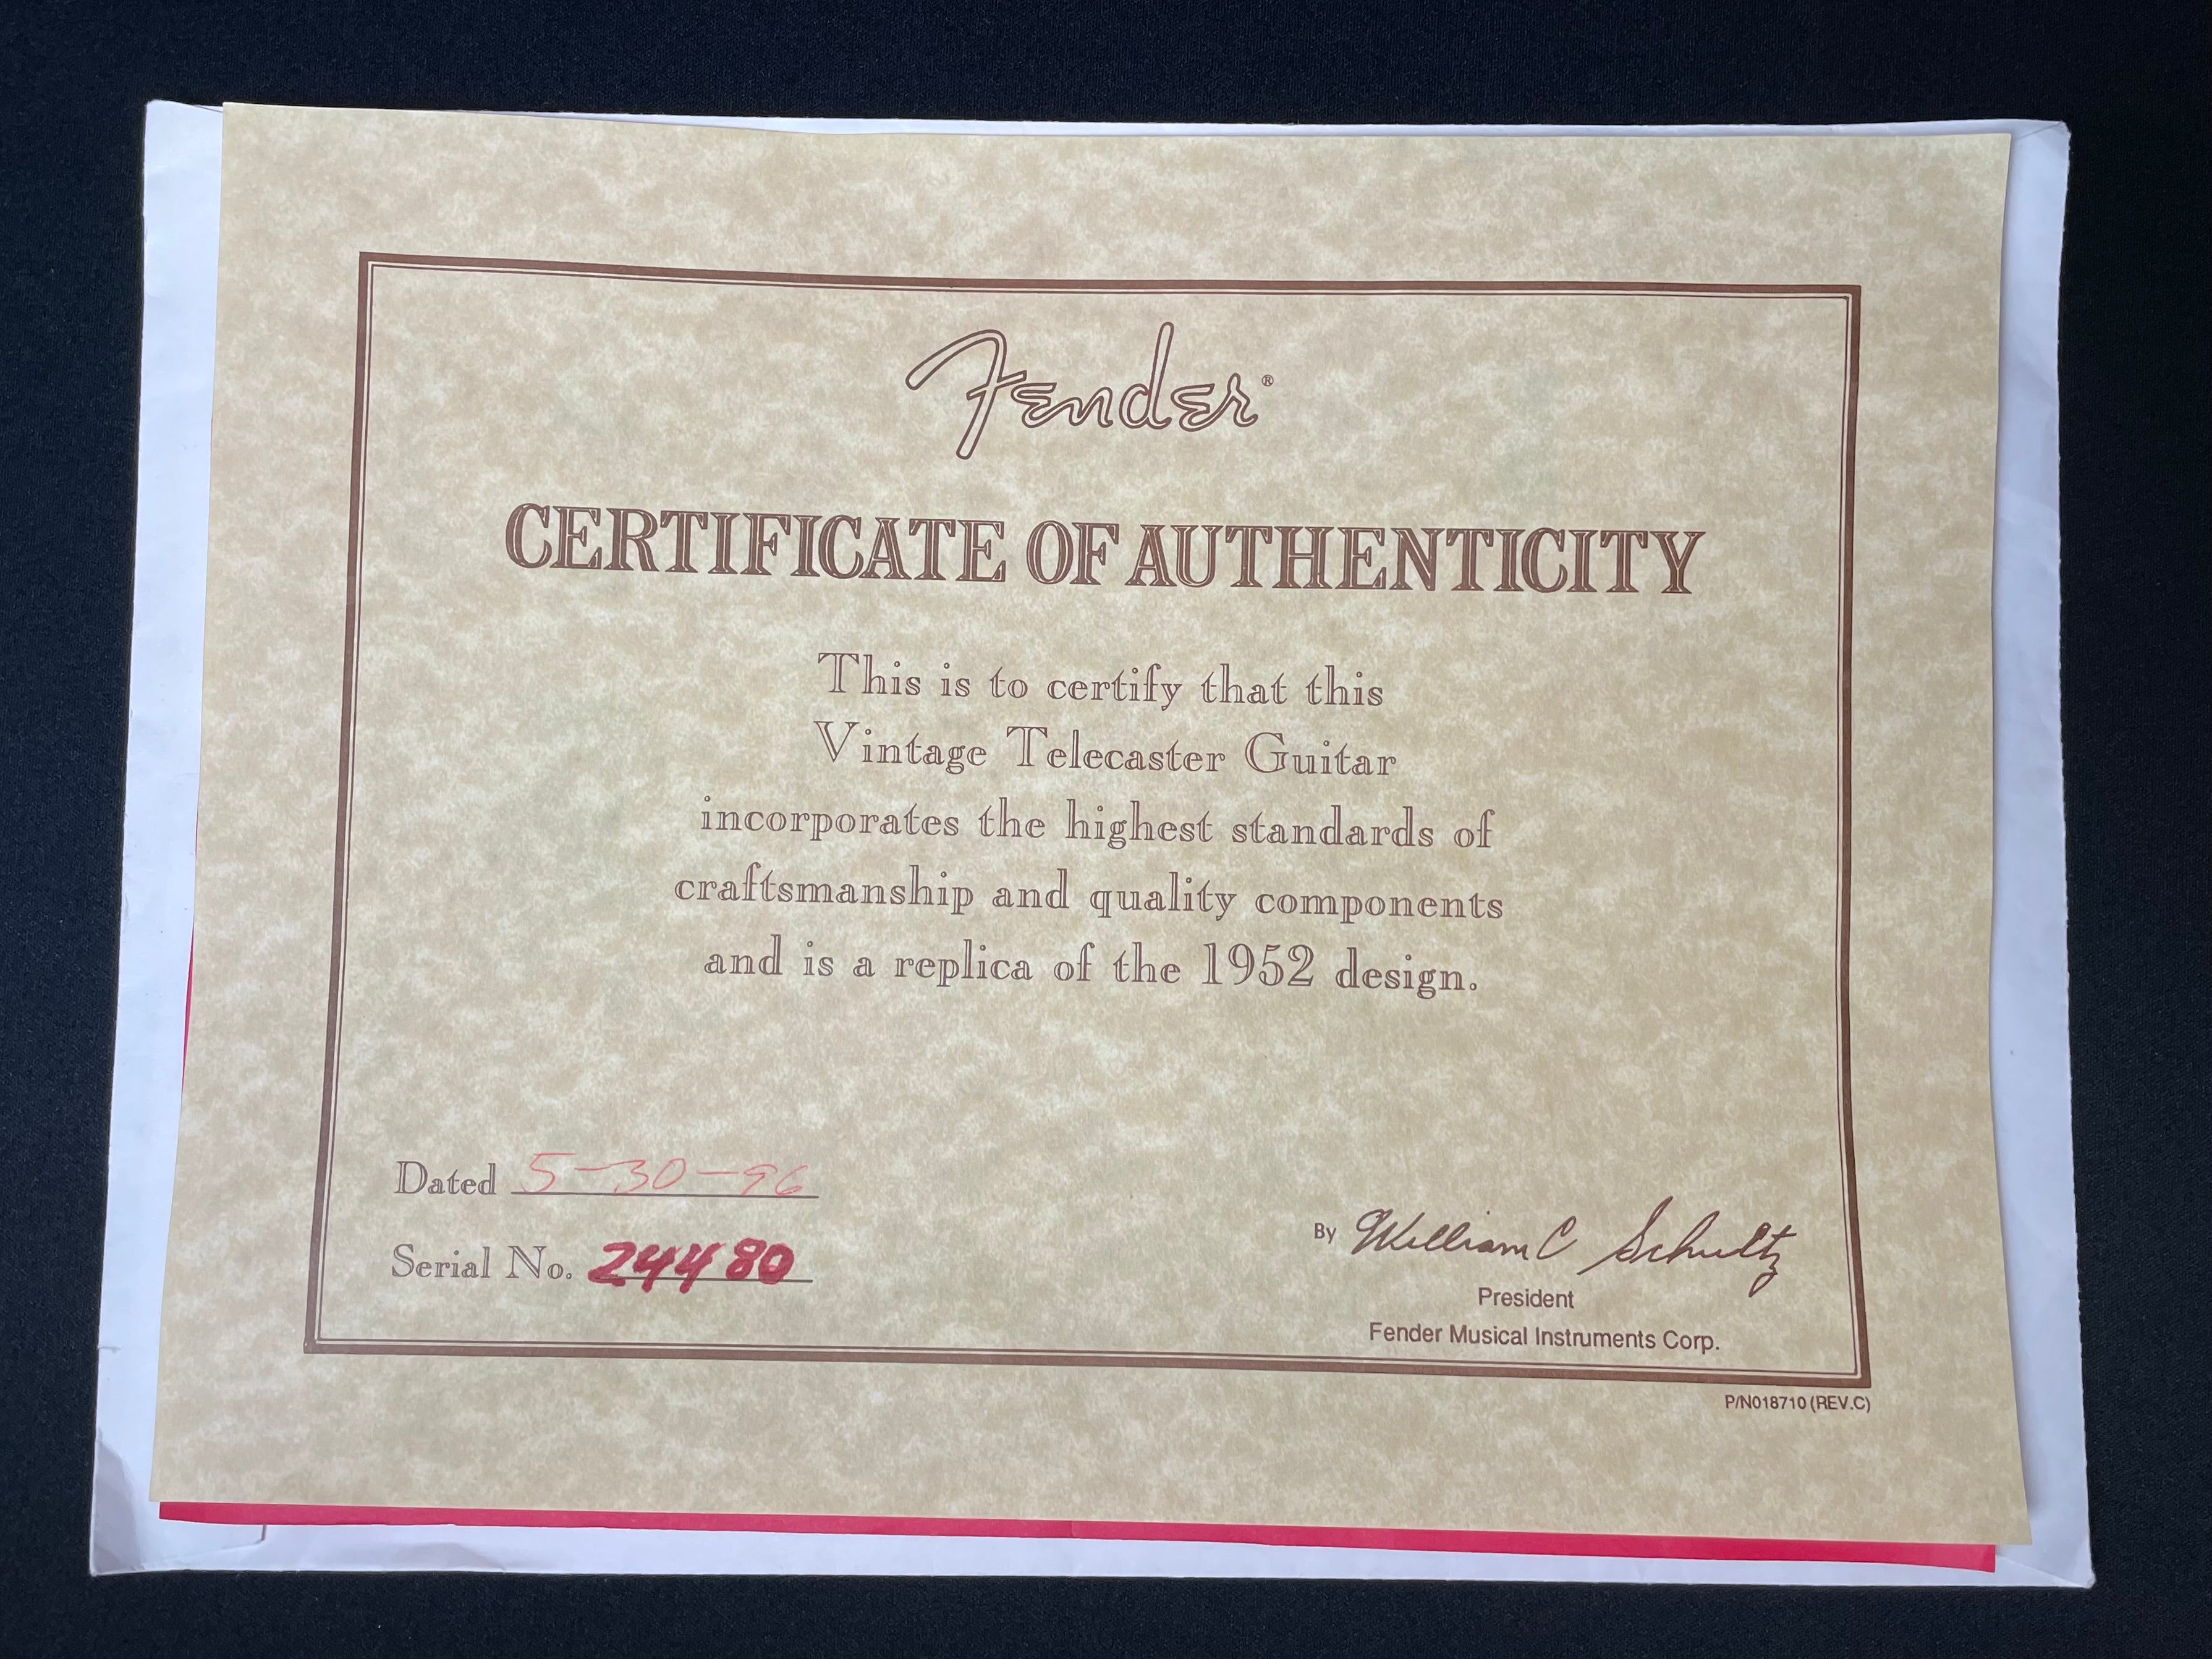 Fender®
CERTIFICATE OF AUTHENTICITY
This is to certify that this
Vintage Telecaster Guitar
incorporates the highest standards of
craftsmanship and quality components
and is a replica of the 1952 design.
Dated 5-30-96
Serial No. 24480
By William C Schultz
President
Fender Musical Instruments Corp.
P/N018710 (REV.C)